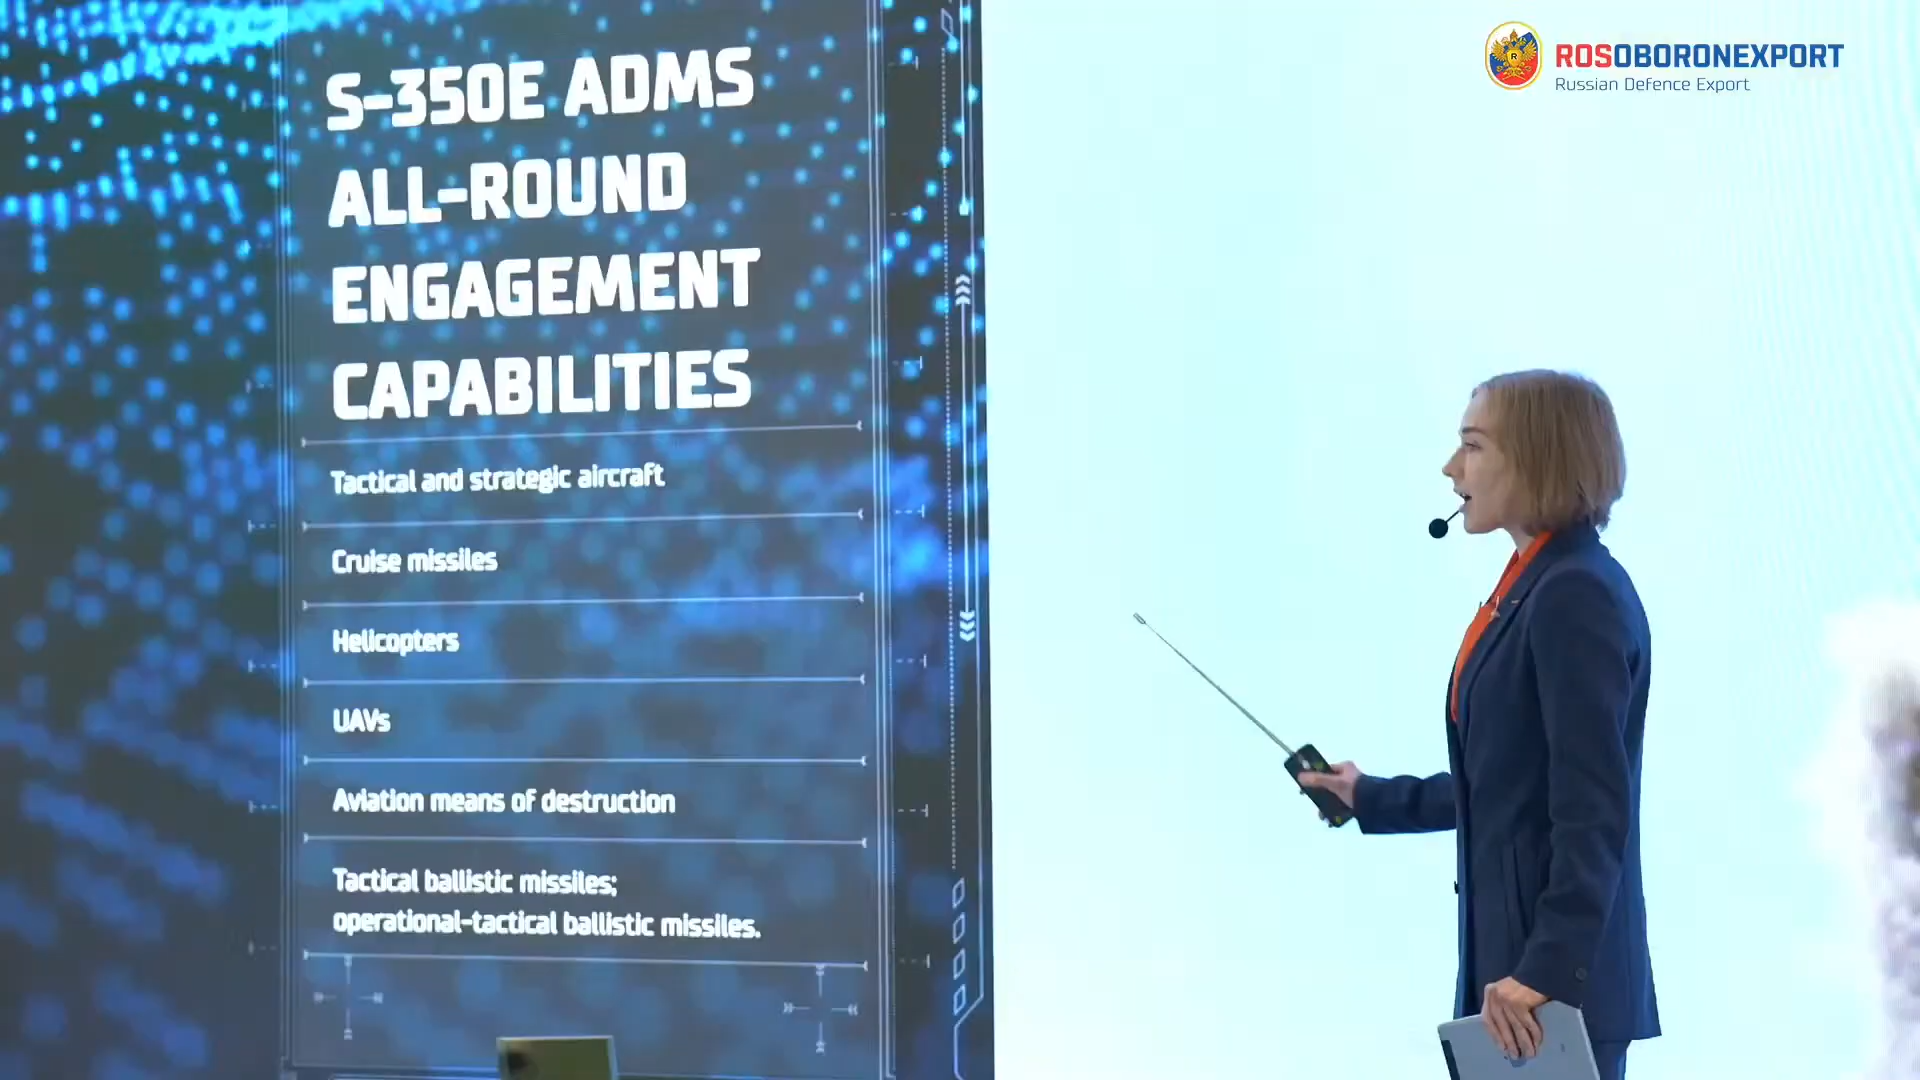 S-350E ADMS
ALL-ROUND
ENGAGEMENT
CAPABILITIES
Tactical and strategic aircraft
Cruise missiles
Helicopters
UAVs
Aviation means of destruction
Tactical ballistic missiles;
operational-tactical ballistic missiles.
ROSOBORONEXPORT
Russian Defence Export